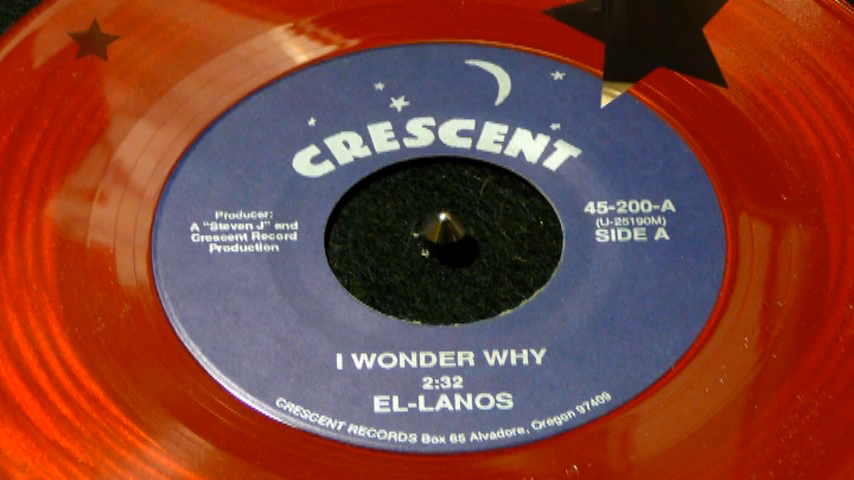 CRESCENT
Producer:
A "Steven J" and
Crescent Record
Production
45-200-A
(U-25190M)
SIDE A
I WONDER WHY
2:32
EL-LANOS
CRESCENT RECORDS Box 65 Alvadore, Oregon 97409